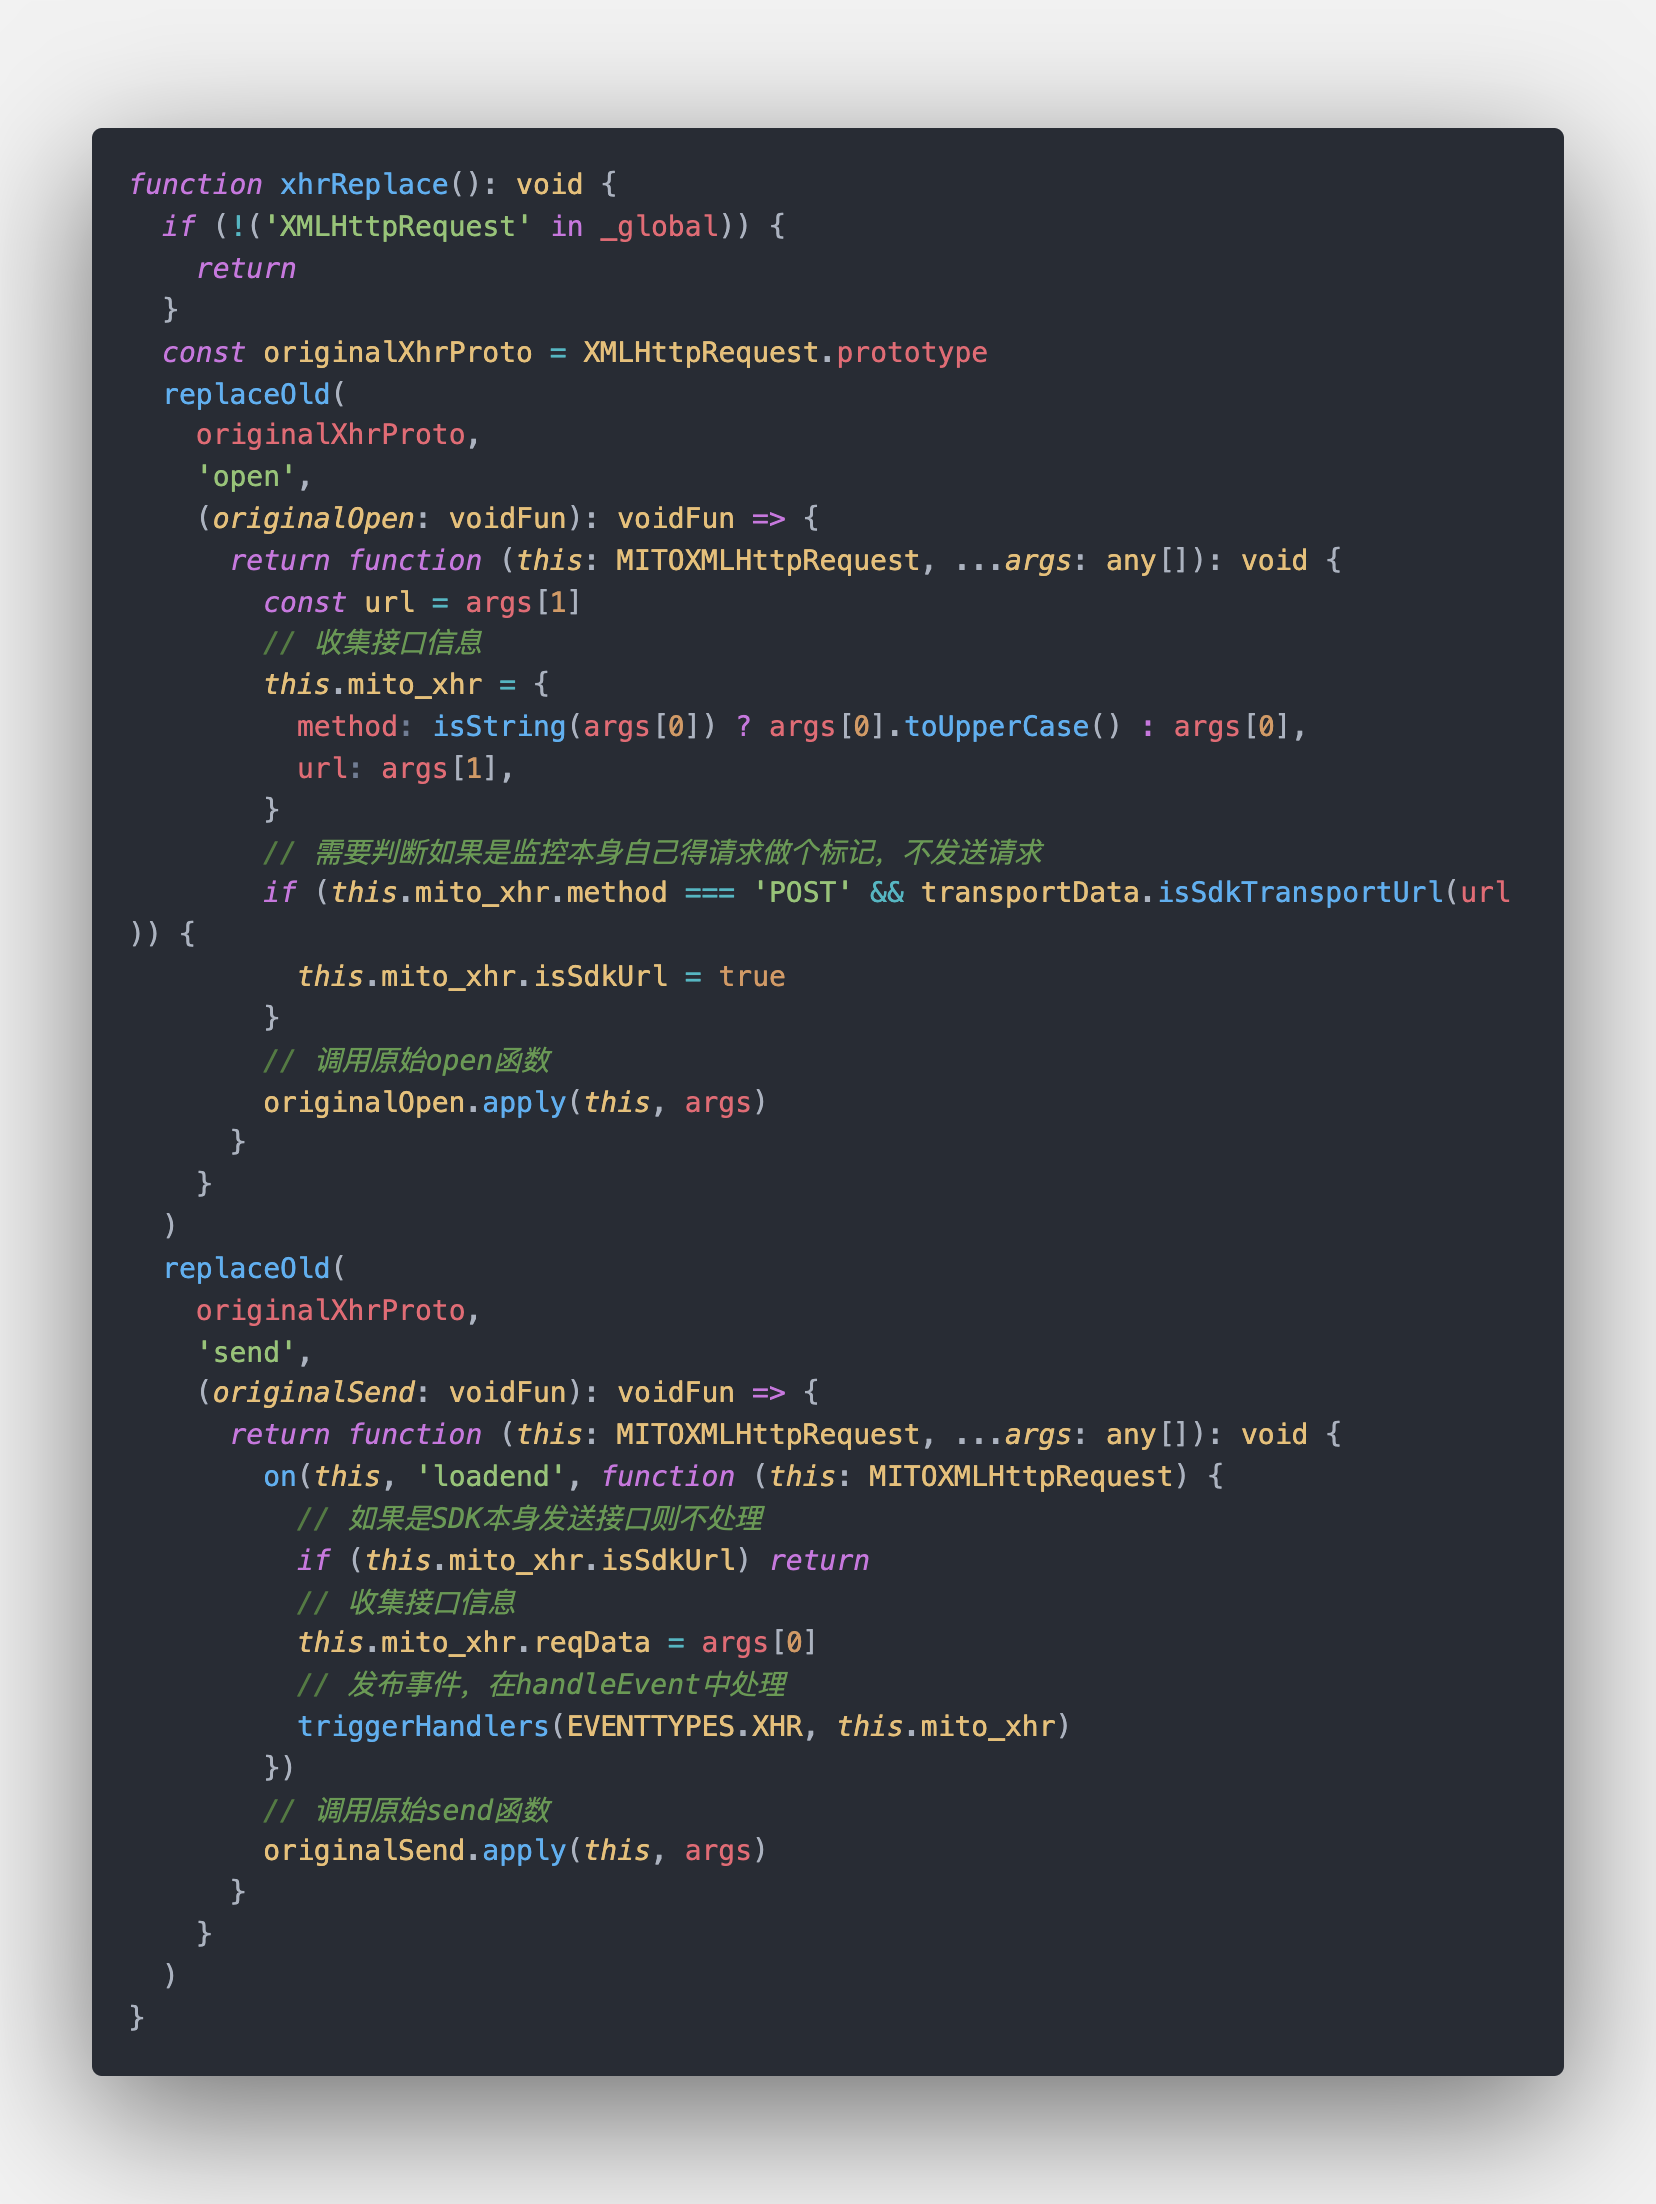 function xhrReplace(): void {
  if (!('XMLHttpRequest' in _global)) {
    return
  }
  const originalXhrProto = XMLHttpRequest.prototype
  replaceOld(
    originalXhrProto,
    'open',
    (originalOpen: voidFun): voidFun => {
      return function (this: MITOXMLHttpRequest, ...args: any[]): void {
        const url = args[1]
        // 收集接口信息
        this.mito_xhr = {
          method: isString(args[0]) ? args[0].toUpperCase() : args[0],
          url: args[1],
        }
        // 需要判断如果是监控本身自己得请求做个标记，不发送请求
        if (this.mito_xhr.method === 'POST' && transportData.isSdkTransportUrl(url
)) {
          this.mito_xhr.isSdkUrl = true
        }
        // 调用原始open函数
        originalOpen.apply(this, args)
      }
    }
  )
  replaceOld(
    originalXhrProto,
    'send',
    (originalSend: voidFun): voidFun => {
      return function (this: MITOXMLHttpRequest, ...args: any[]): void {
        on(this, 'loadend', function (this: MITOXMLHttpRequest) {
          // 如果是SDK本身发送接口则不处理
          if (this.mito_xhr.isSdkUrl) return
          // 收集接口信息
          this.mito_xhr.reqData = args[0]
          // 发布事件，在handleEvent中处理
          triggerHandlers(EVENTTYPES.XHR, this.mito_xhr)
        })
        // 调用原始send函数
        originalSend.apply(this, args)
      }
    }
  )
}